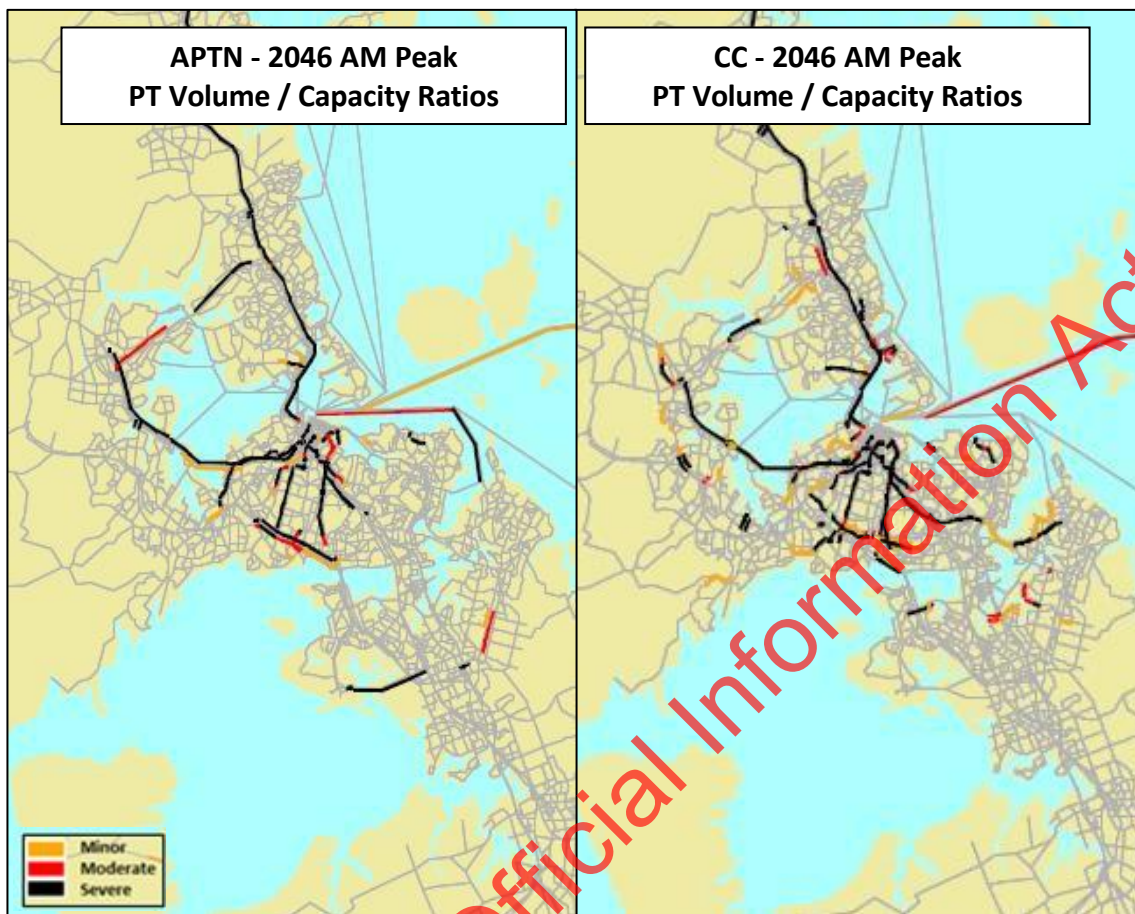 APTN - 2046 AM Peak
PT Volume / Capacity Ratios
CC - 2046 AM Peak
PT Volume / Capacity Ratios
Official Information Act
Minor
Moderate
Severe